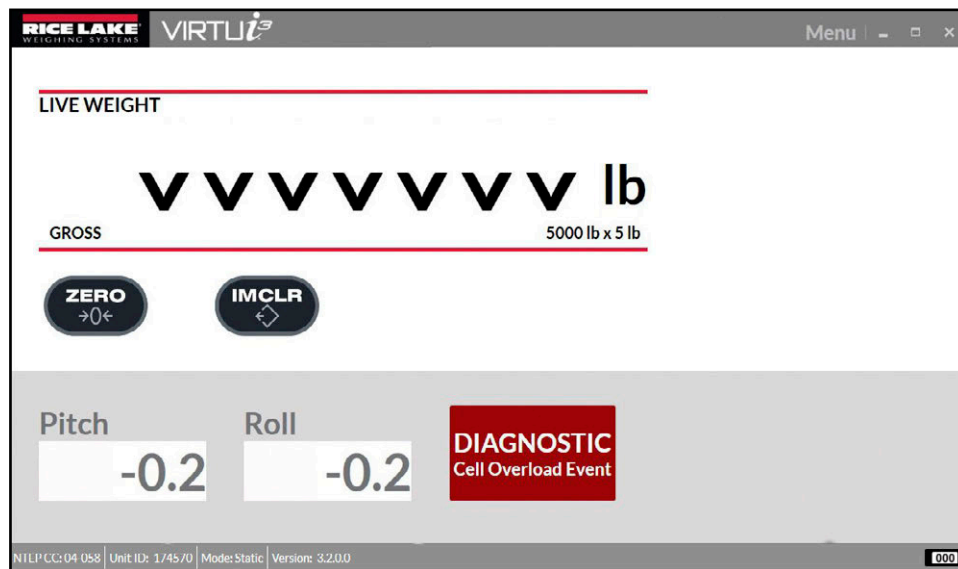 RICE LAKE VIRTUi3 Menu
WEIGHING SYSTEMS
LIVE WEIGHT
V V V V V V V lb
GROSS 5000 lb x 5 lb
ZERO IMCLR
→0←
Pitch Roll
DIAGNOSTIC
-0.2 -0.2 Cell Overload Event
NTEP CC: 04-058 Unit ID: 174570 Mode: Static Version: 3.2.0.0 000